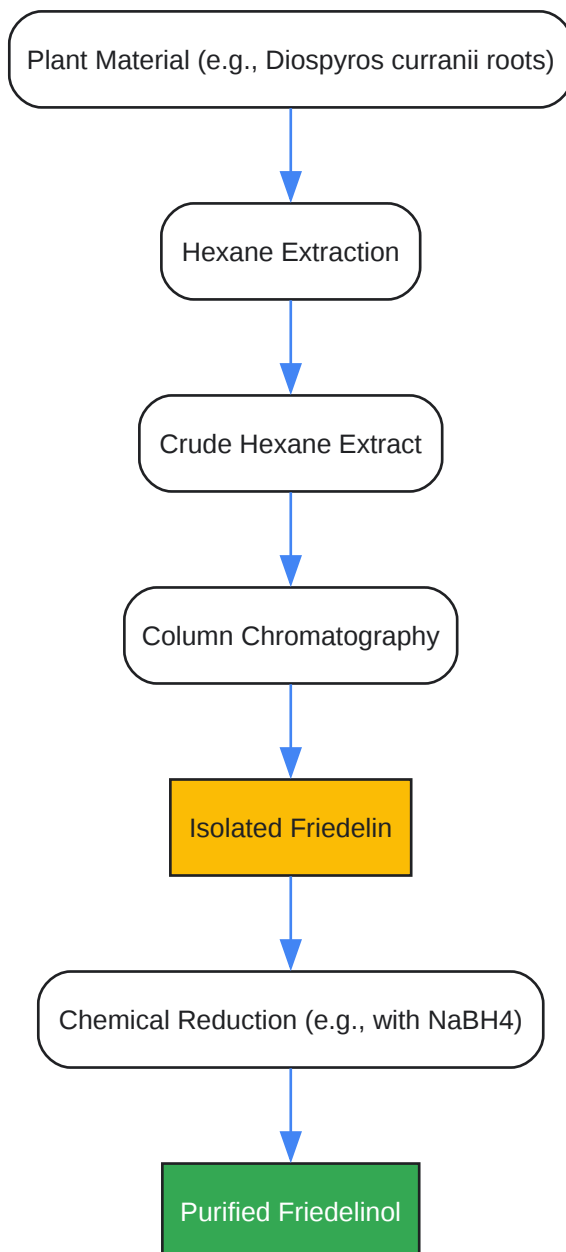 Plant Material (e.g., Diospyros curranii roots)
Hexane Extraction
Crude Hexane Extract
Column Chromatography
Isolated Friedelin
Chemical Reduction (e.g., with NaBH4)
Purified Friedelinol